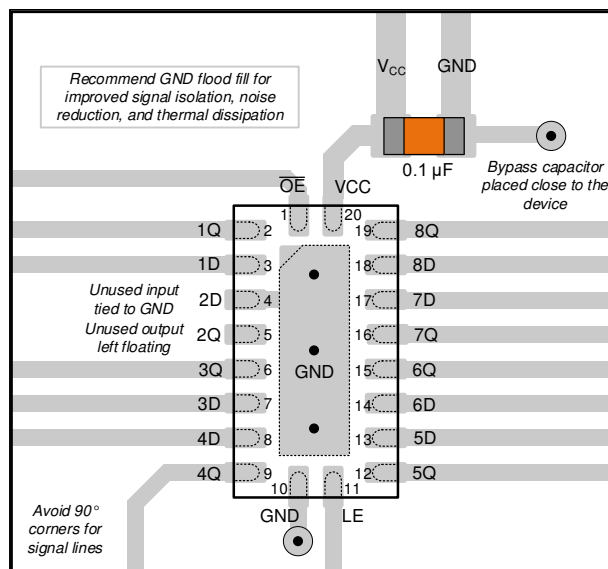 Recommend GND flood fill for
improved signal isolation, noise
reduction, and thermal dissipation
VCC GND
0.1 µF
Bypass capacitor
placed close to the
device
OE VCC
1 20
1Q 2 19 8Q
1D 3 18 8D
Unused input
tied to GND
2D 4 17 7D
Unused output
left floating
2Q 5 16 7Q
3Q 6 15 6Q
GND
3D 7 14 6D
4D 8 13 5D
4Q 9 12 5Q
10 11
GND LE
Avoid 90°
corners for
signal lines